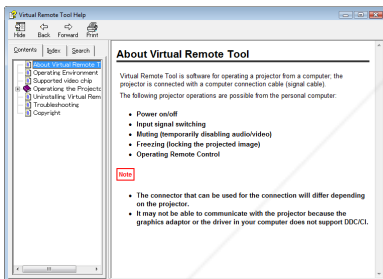 Virtual Remote Tool Help
Hide Back Forward Print
Contents Index Search
About Virtual Remote T
Operating Environment
Supported video chip
Operationg the Projecto
Uninstalling Virtual Rem
Troubleshooting
Copyright
About Virtual Remote Tool
Virtual Remote Tool is software for operating a projector from a computer; the
projector is connected with a computer connection cable (signal cable).
The following projector operations are possible from the personal computer:
• Power on/off
• Input signal switching
• Muting (temporarily disabling audio/video)
• Freezing (locking the projected image)
• Operating Remote Control
Note
• The connector that can be used for the connection will differ depending
on the projector.
• It may not be able to communicate with the projector because the
graphics adaptor or the driver in your computer does not support DDC/CI.